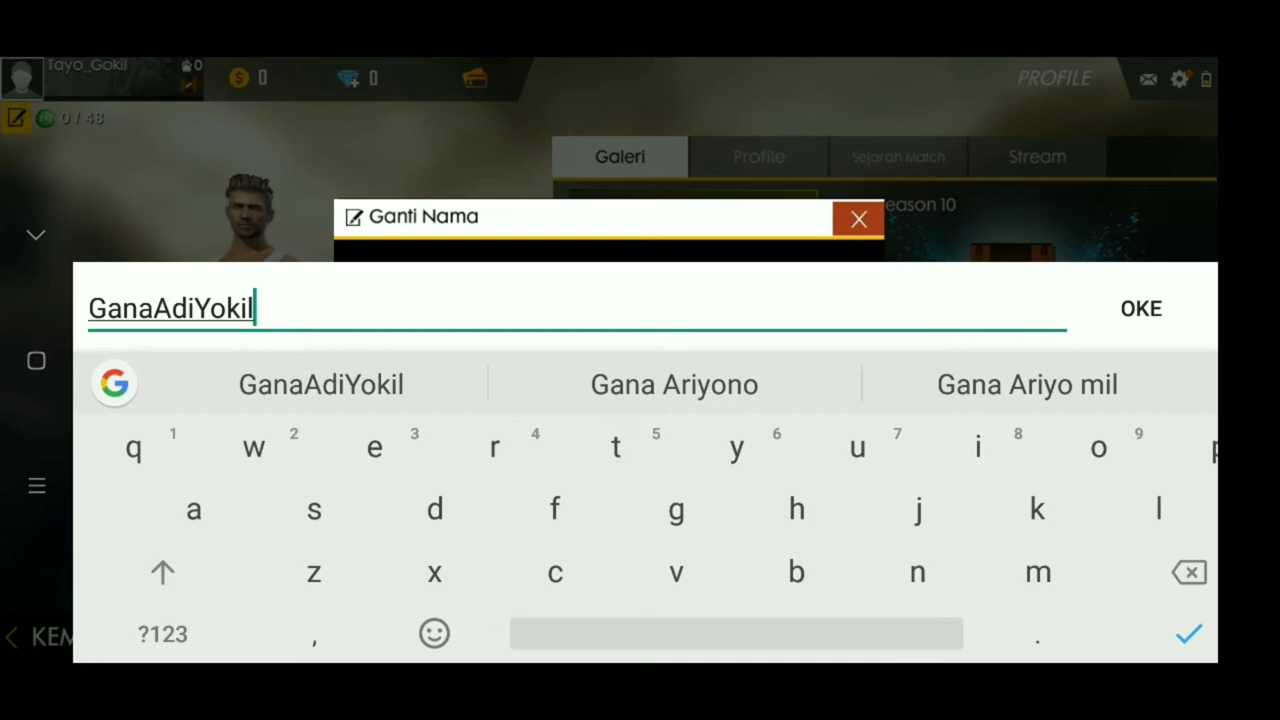 Tayo_Gokil
0
0
0
PROFILE
0 / 48
Galeri
Profile
Sejarah Match
Stream
Ganti Nama
eason 10
GanaAdiYokil
OKE
GanaAdiYokil
Gana Ariyono
Gana Ariyo mil
q 1 w 2 e 3 r 4 t 5 y 6 u 7 i 8 o 9 p
a s d f g h j k l
z x c v b n m
KEM
?123 , .